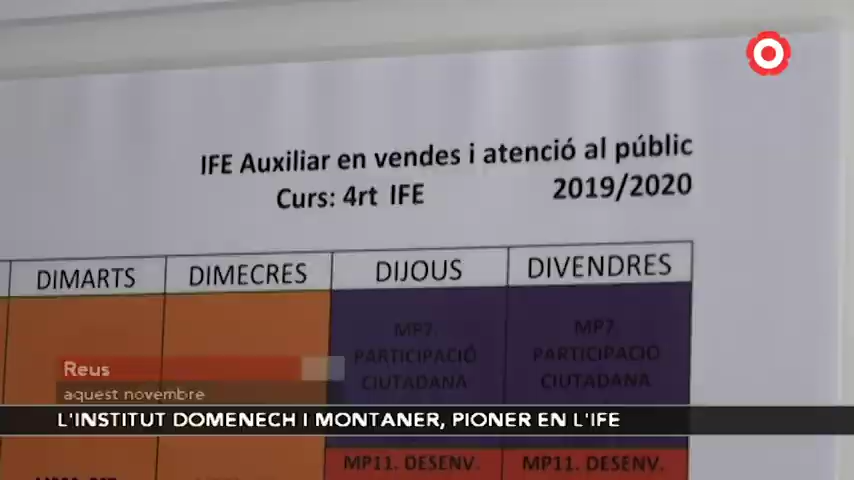 IFE Auxiliar en vendes i atenció al públic
Curs: 4rt IFE 2019/2020
DIMARTS DIMECRES DIJOUS DIVENDRES
MP7. MP7.
PARTICIPACIÓ PARTICIPACIÓ
CIUTADANA CIUTADANA
Reus
aquest novembre
L'INSTITUT DOMENECH I MONTANER, PIONER EN L'IFE
MP11. DESENV. MP11. DESENV.